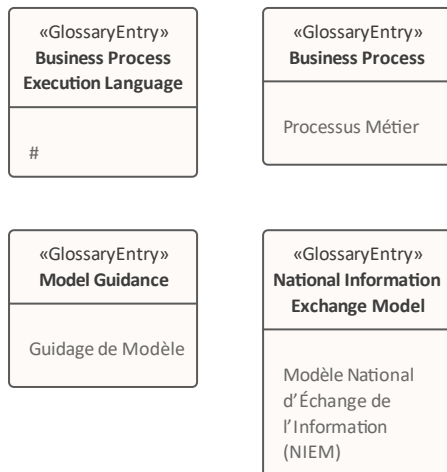 «GlossaryEntry»
Business Process
Execution Language
#
«GlossaryEntry»
Business Process
Processus Métier
«GlossaryEntry»
Model Guidance
Guidage de Modèle
«GlossaryEntry»
National Information
Exchange Model
Modèle National
d'Échange de
l'Information
(NIEM)